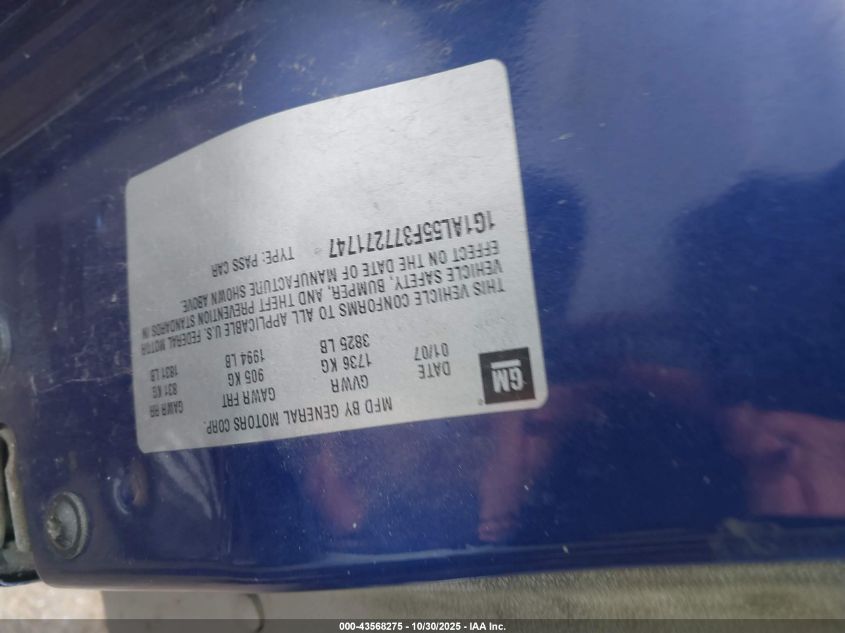 GM
MFD BY GENERAL MOTORS CORP.
DATE GVWR GAWR FRT GAWR RR
01/07 1736 KG 905 KG 831 KG
3825 LB 1994 LB 1831 LB
THIS VEHICLE CONFORMS TO ALL APPLICABLE U.S. FEDERAL MOTOR
VEHICLE SAFETY, BUMPER, AND THEFT PREVENTION STANDARDS IN
EFFECT ON THE DATE OF MANUFACTURE SHOWN ABOVE.
1G1AL55F377271747 TYPE: PASS CAR
000-43568275 - 10/30/2025 - IAA Inc.